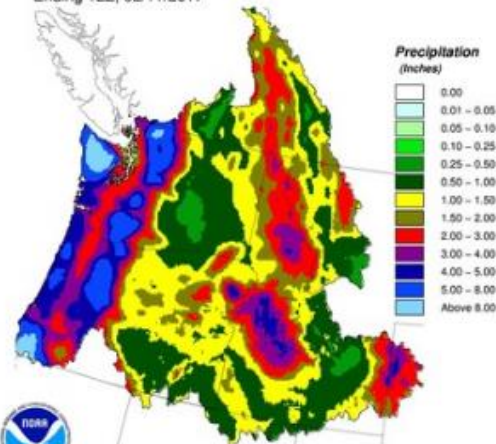 Precipitation
(Inches)
0.00
0.01 - 0.05
0.05 - 0.10
0.10 - 0.25
0.25 - 0.50
0.50 - 1.00
1.00 - 1.50
1.50 - 2.00
2.00 - 3.00
3.00 - 4.00
4.00 - 5.00
5.00 - 8.00
Above 8.00
NOAA